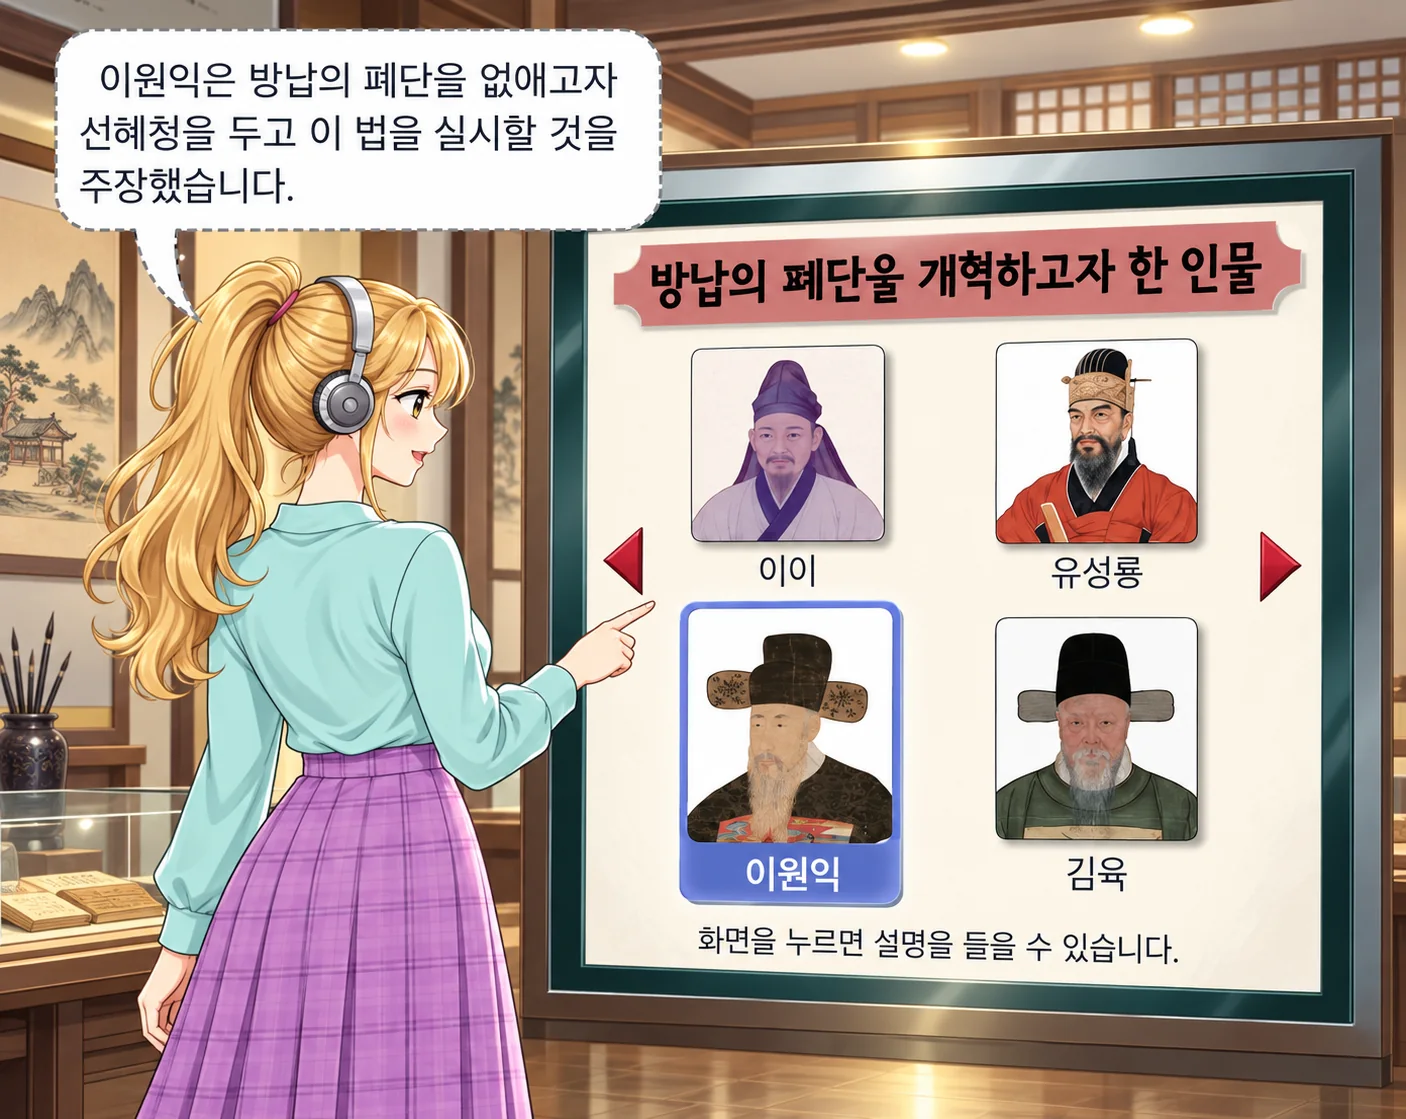 이원익은 방납의 폐단을 없애고자
선혜청을 두고 이 법을 실시할 것을
주장했습니다.
방납의 폐단울 개혁하고자 한 인물
이이
유성룡
이원익
김육
화면을 누르면 설명을 들을 수 있습니다.